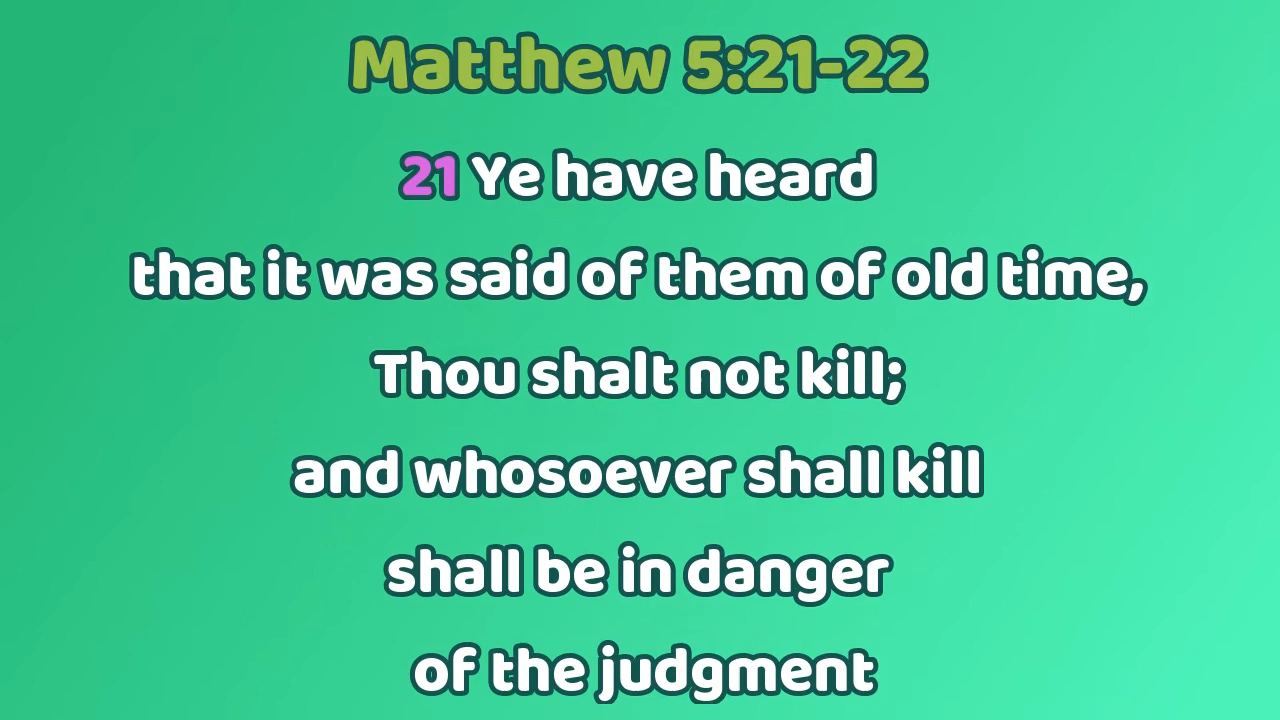 Matthew 5:21-22
21 Ye have heard
that it was said of them of old time,
Thou shalt not kill;
and whosoever shall kill
shall be in danger
of the judgment